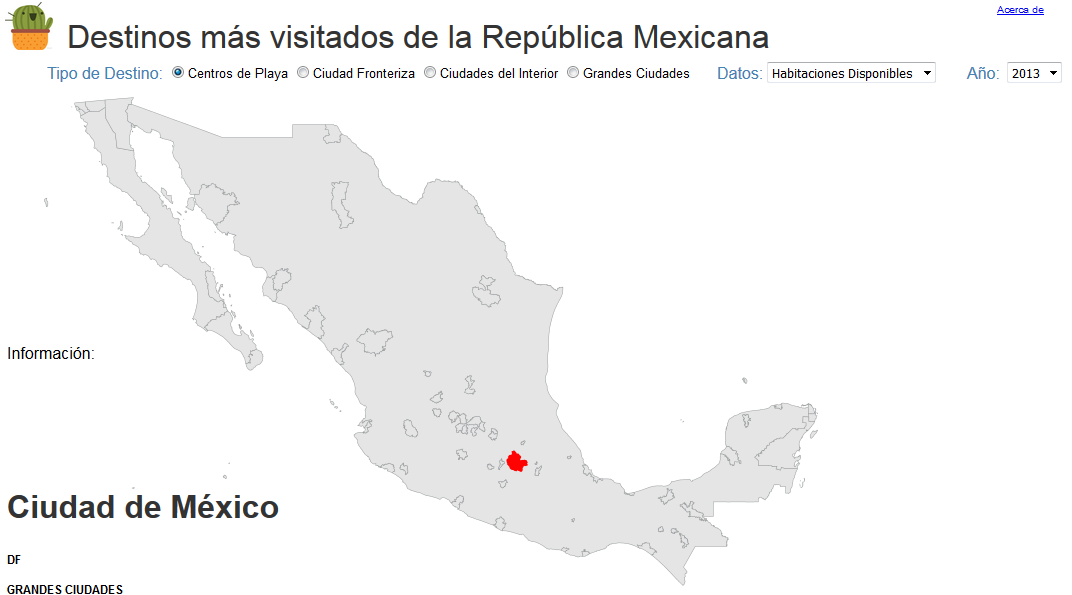 Acerca de
Destinos más visitados de la República Mexicana
Tipo de Destino: Centros de Playa Ciudad Fronteriza Ciudades del Interior Grandes Ciudades Datos: Habitaciones Disponibles Año: 2013
Información:
Ciudad de México
DF
GRANDES CIUDADES